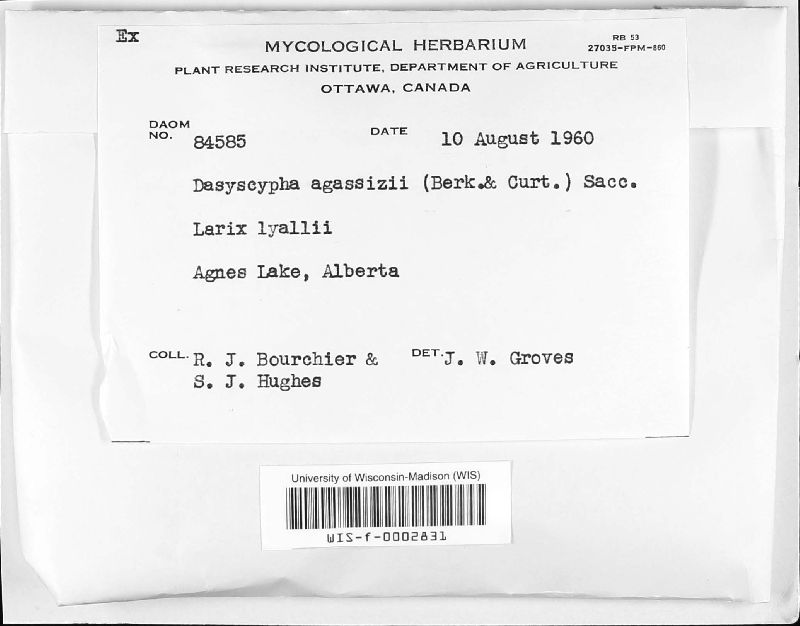 Ex
MYCOLOGICAL HERBARIUM
RB 53
27035-FPM-860
PLANT RESEARCH INSTITUTE, DEPARTMENT OF AGRICULTURE
OTTAWA, CANADA
DAOM NO. 84585 DATE 10 August 1960
Dasyscypha agassizii (Berk.& Curt.) Sacc.
Larix lyallii
Agnes Lake, Alberta
COLL. R. J. Bourchier & DET. J. W. Groves
S. J. Hughes
University of Wisconsin-Madison (WIS)
WIS-f-0002831